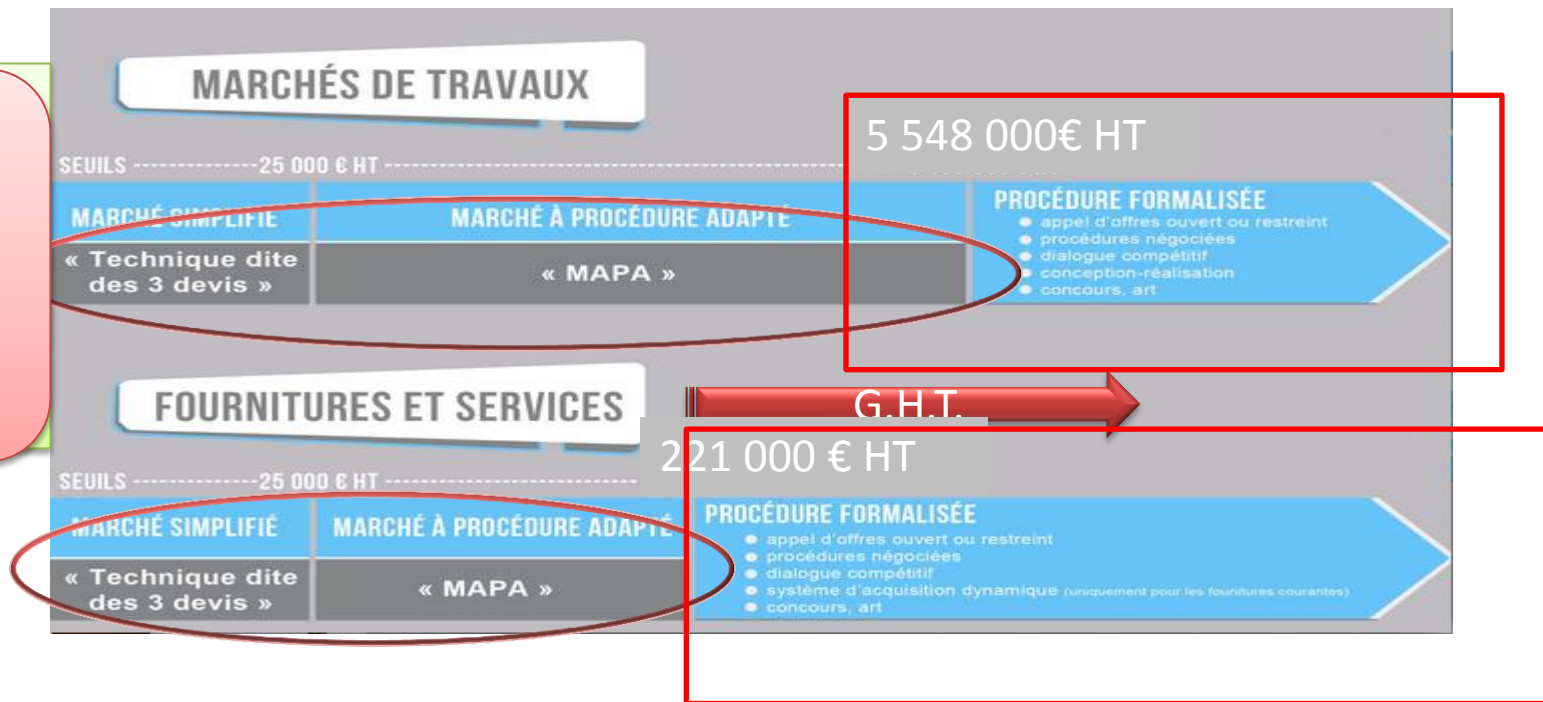 MARCHÉS DE TRAVAUX
5 548 000€ HT
SEUILS --------------25 000 € HT --------------------------------------------------
MARCHÉ SIMPLIFIÉ
MARCHÉ À PROCÉDURE ADAPTÉ
PROCÉDURE FORMALISÉE
● appel d'offres ouvert ou restreint
● procédures négociées
● dialogue compétitif
● conception-réalisation
● concours, art
« Technique dite
des 3 devis »
« MAPA »
FOURNITURES ET SERVICES
G.H.T.
221 000 € HT
SEUILS --------------25 000 € HT ---------------------------
MARCHÉ SIMPLIFIÉ
MARCHÉ À PROCÉDURE ADAPTÉ
PROCÉDURE FORMALISÉE
● appel d'offres ouvert ou restreint
● procédures négociées
● dialogue compétitif
● système d'acquisition dynamique (uniquement pour les founitures courantes)
● concours, art
« Technique dite
des 3 devis »
« MAPA »